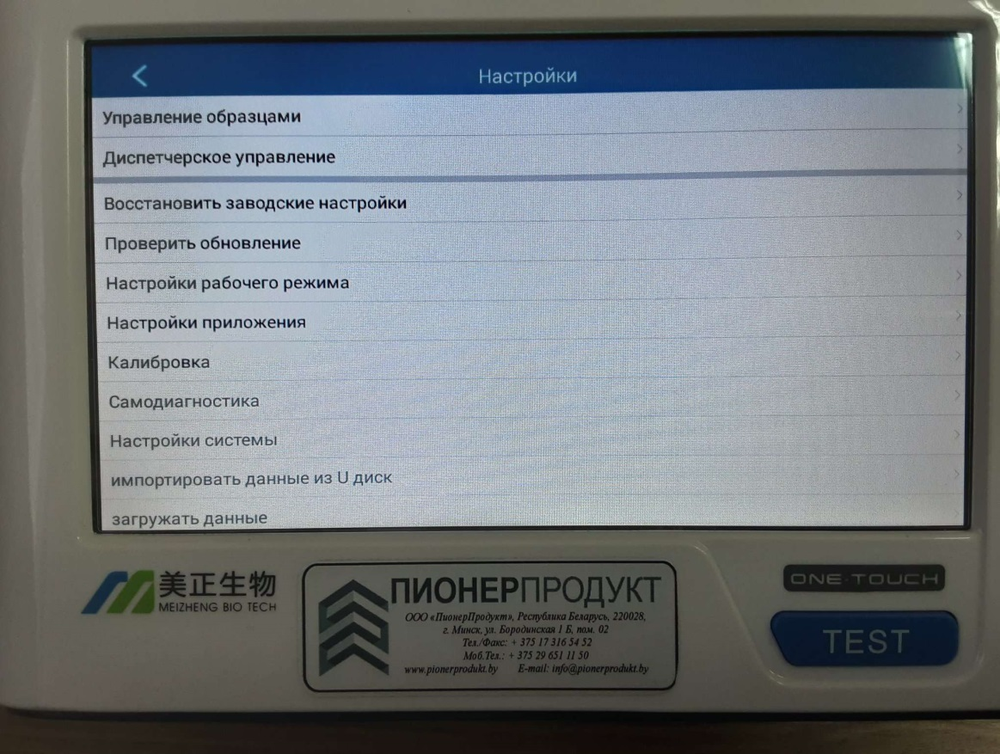 Настройки
Управление образцами
Диспетчерское управление
Восстановить заводские настройки
Проверить обновление
Настройки рабочего режима
Настройки приложения
Калибровка
Самодиагностика
Настройки системы
импортировать данные из U диск
загружать данные
美正生物
MEIZHENG BIO TECH
ПИОНЕРПРОДУКТ
ООО «ПионерПродукт», Республика Беларусь, 220028,
г. Минск, ул. Бородинская 1 Б, пом. 02
Тел./Факс: + 375 17 316 54 52
Моб.Тел.: + 375 29 651 11 50
www.pionerprodukt.by E-mail: info@pionerprodukt.by
ONE·TOUCH
TEST